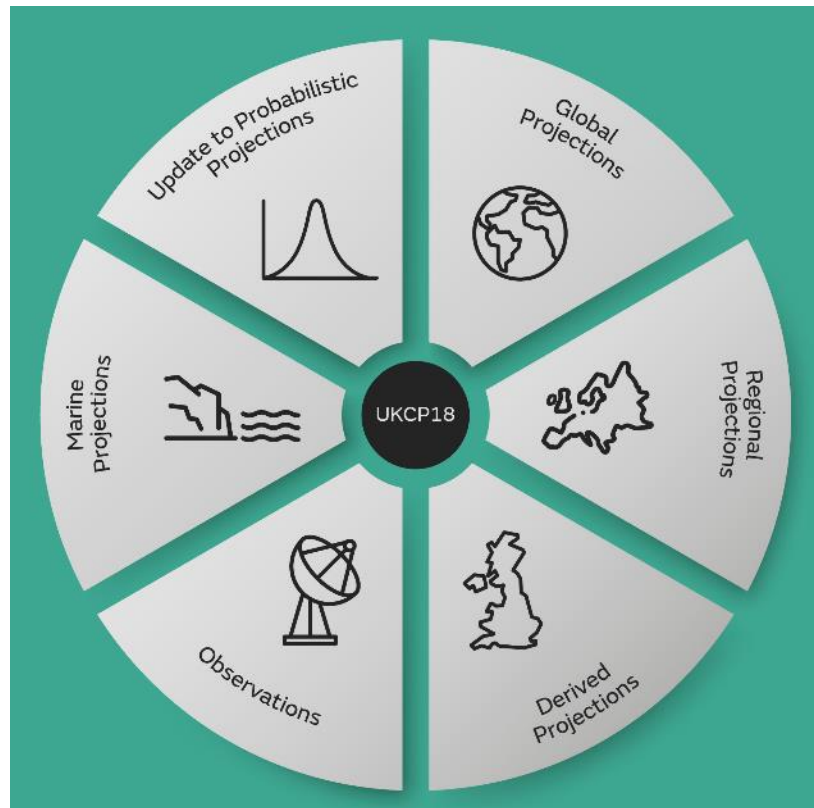 Update to Probabilistic
Projections
Global
Projections
Marine
Projections
UKCP18
Regional
Projections
Observations
Derived
Projections